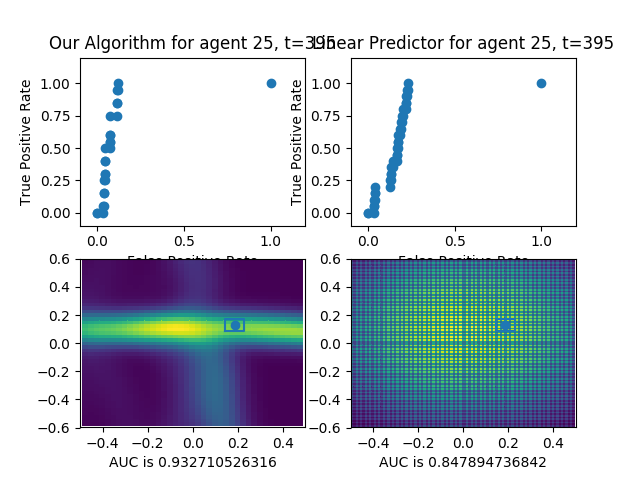 Our Algorithm for agent 25, t=395
Linear Predictor for agent 25, t=395
True Positive Rate
1.00
0.75
0.50
0.25
0.00
0.0 0.5 1.0
False Positive Rate
True Positive Rate
1.00
0.75
0.50
0.25
0.00
0.0 0.5 1.0
False Positive Rate
0.6
0.4
0.2
0.0
−0.2
−0.4
−0.6
−0.4 −0.2 0.0 0.2 0.4
AUC is 0.932710526316
0.6
0.4
0.2
0.0
−0.2
−0.4
−0.6
−0.4 −0.2 0.0 0.2 0.4
AUC is 0.847894736842